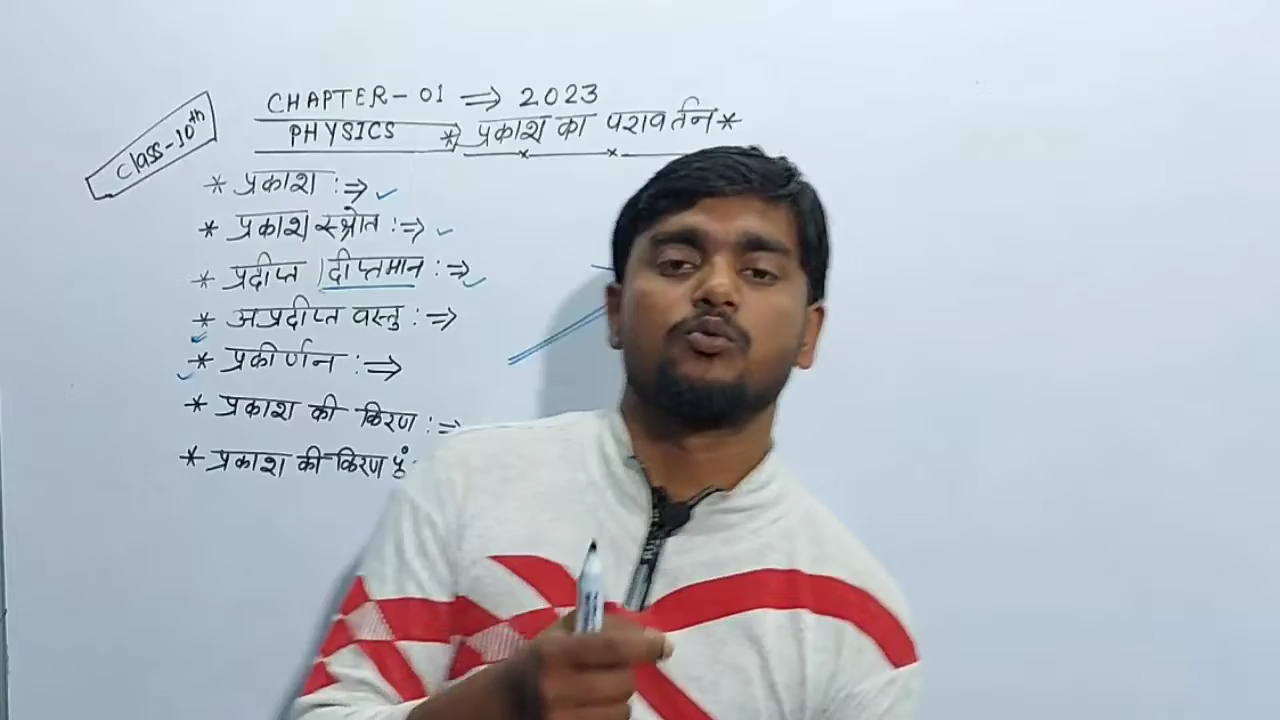 CHAPTER-01 ⇒ 2023
Class-10th
PHYSICS * प्रकाश का परावर्तन *
* प्रकाश :⇒ ✓
* प्रकाश स्त्रोत :⇒ ✓
* प्रदीप्त / दीप्तमान :⇒ ✓
* अप्रदीप्त वस्तु :⇒
* प्रकीर्णन :⇒
* प्रकाश की किरण :⇒
* प्रकाश की किरण पुं